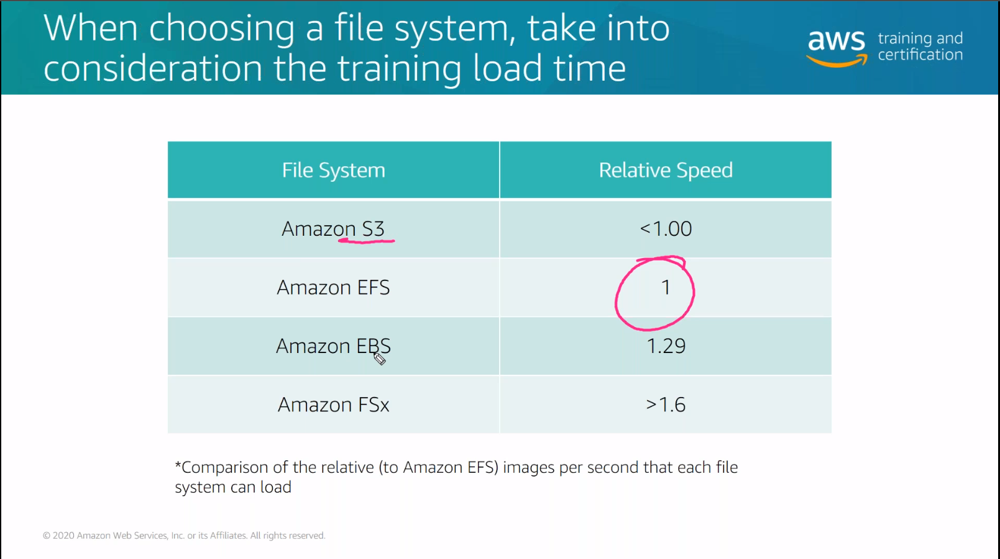 When choosing a file system, take into
consideration the training load time
aws training and
certification
File System Relative Speed
Amazon S3 <1.00
Amazon EFS 1
Amazon EBS 1.29
Amazon FSx >1.6
*Comparison of the relative (to Amazon EFS) images per second that each file
system can load
© 2020 Amazon Web Services, Inc. or its Affiliates. All rights reserved.